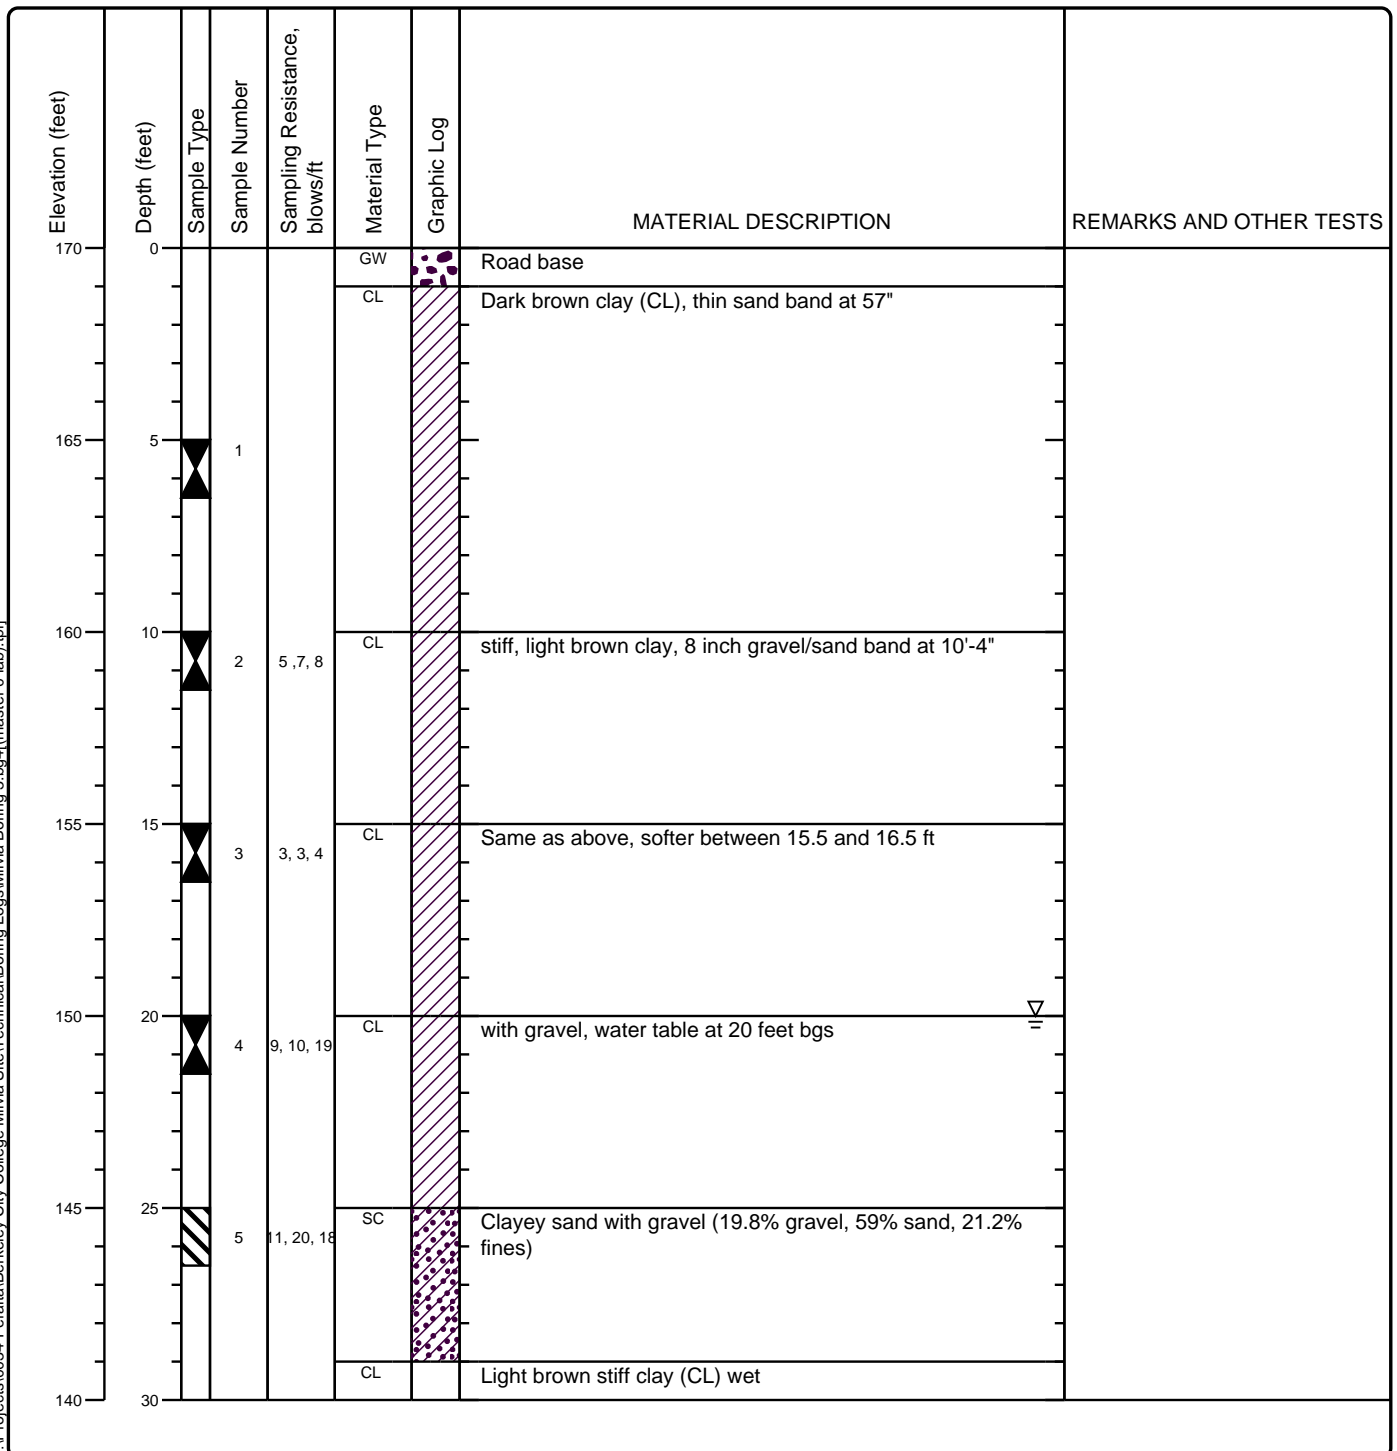 Elevation (feet)
Depth (feet)
Sample Type
Sample Number
Sampling Resistance,
blows/ft
Material Type
Graphic Log
MATERIAL DESCRIPTION
REMARKS AND OTHER TESTS
170 0 GW Road base
CL Dark brown clay (CL), thin sand band at 57"
165 5 1
160 10 CL stiff, light brown clay, 8 inch gravel/sand band at 10'-4"
2 5 ,7, 8
155 15 CL Same as above, softer between 15.5 and 16.5 ft
3 3, 3, 4
150 20 CL with gravel, water table at 20 feet bgs
4 9, 10, 19
145 25 SC Clayey sand with gravel (19.8% gravel, 59% sand, 21.2%
5 11, 20, 18 fines)
CL Light brown stiff clay (CL) wet
140 30